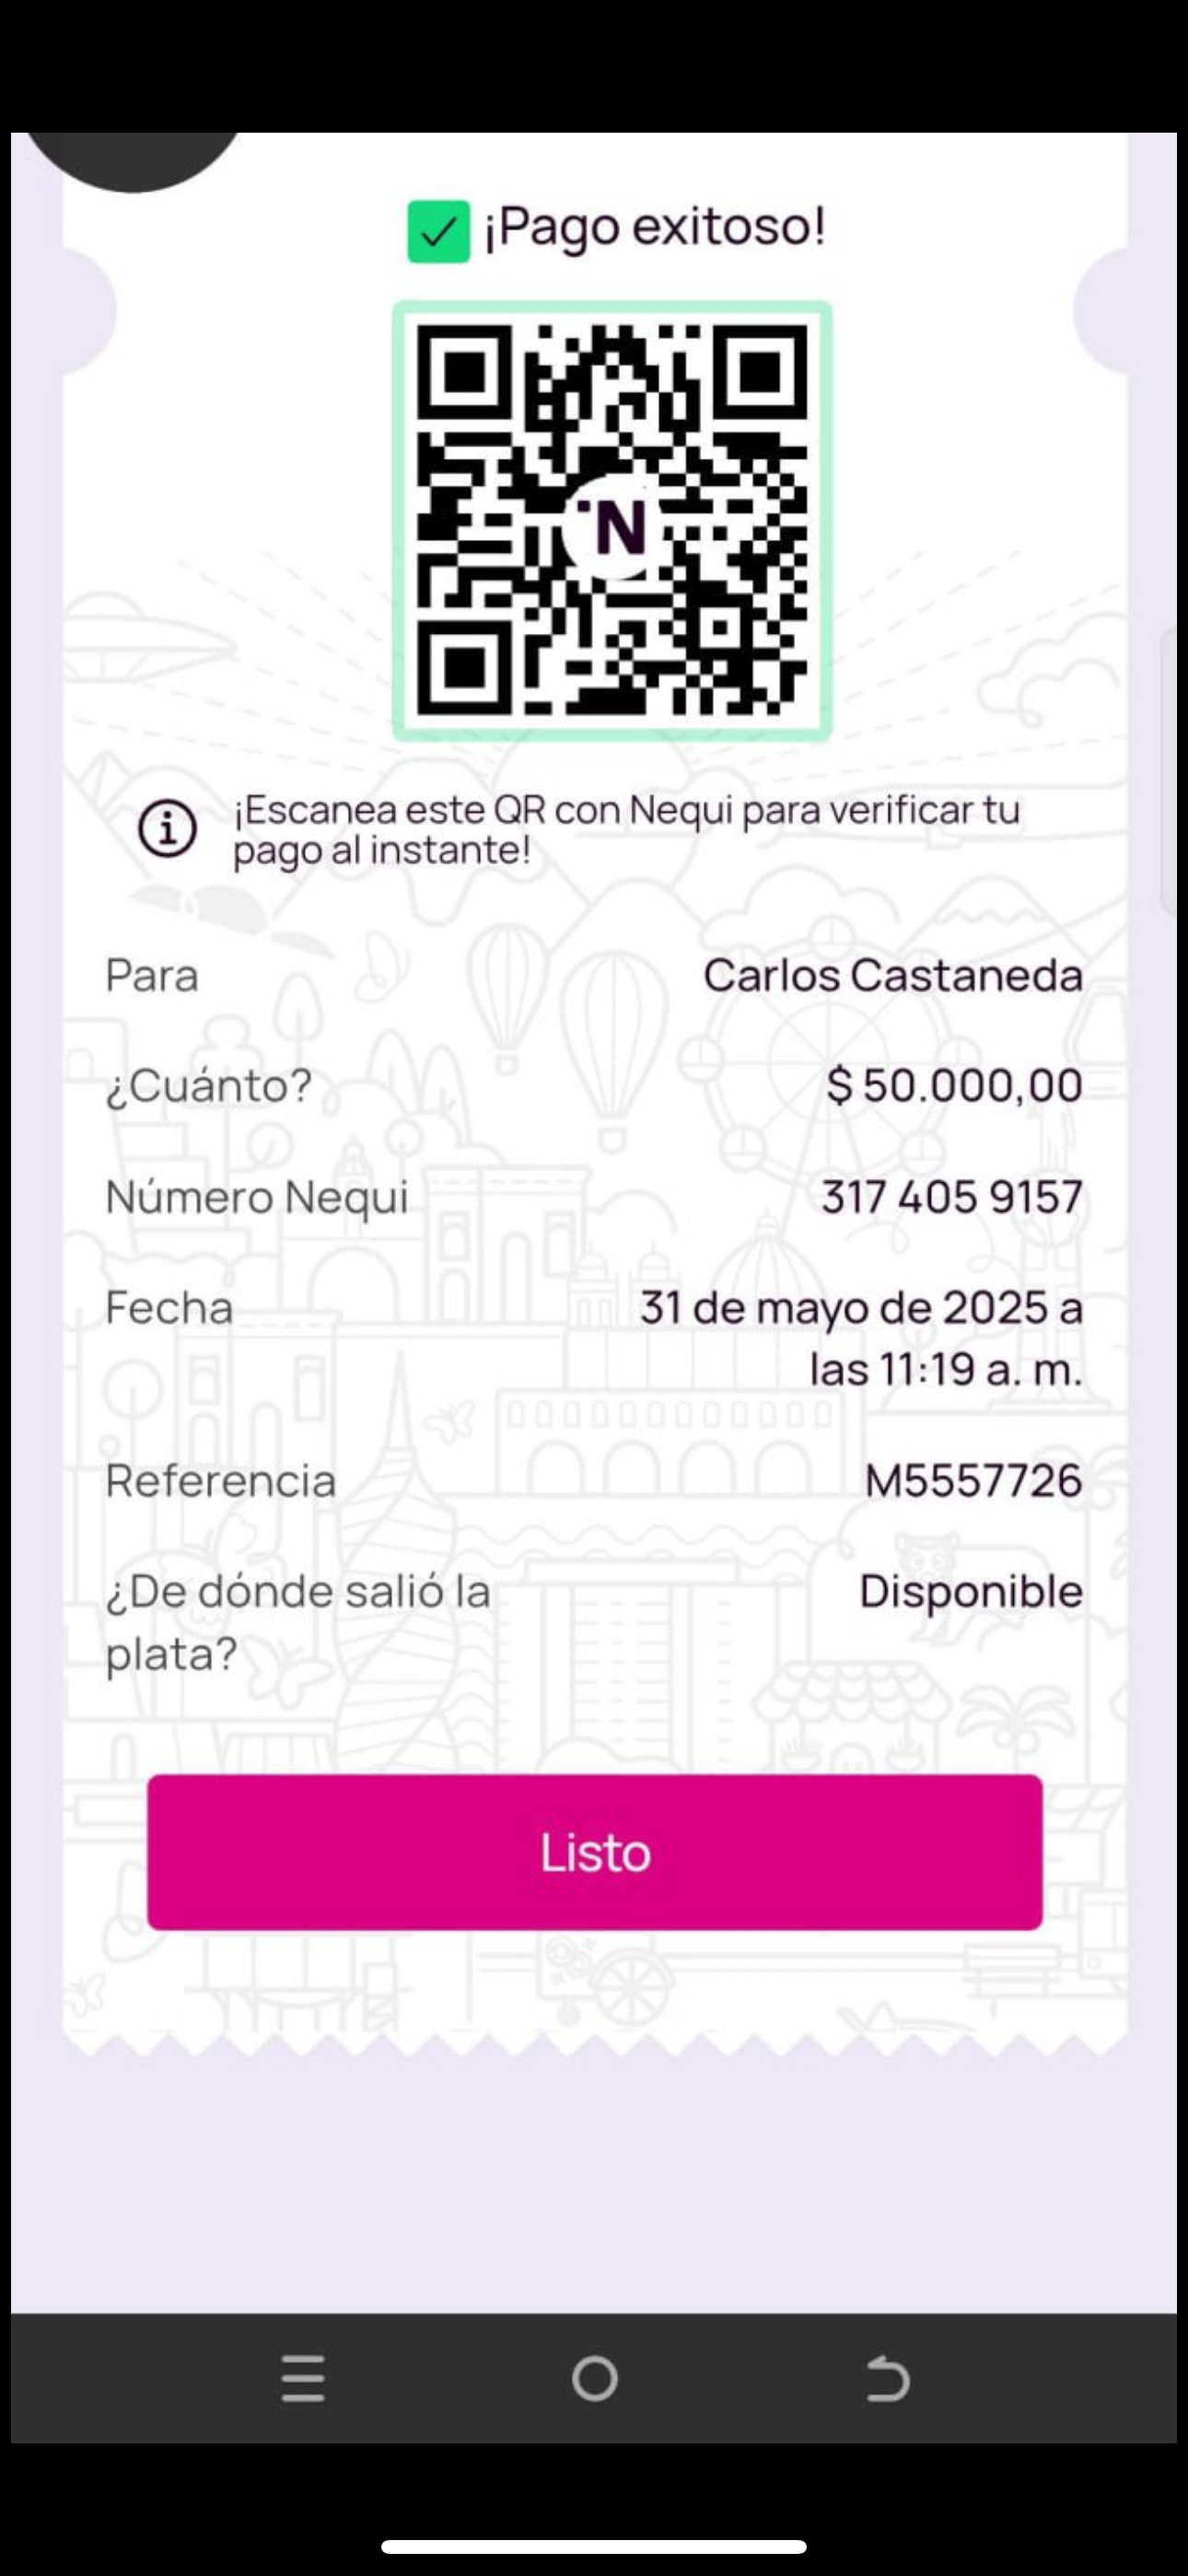 ¡Pago exitoso!
N
¡Escanea este QR con Nequi para verificar tu
pago al instante!
Para
Carlos Castaneda
¿Cuánto?
$ 50.000,00
Número Nequi
317 405 9157
Fecha
31 de mayo de 2025 a
las 11:19 a. m.
Referencia
M5557726
¿De dónde salió la
plata?
Disponible
Listo